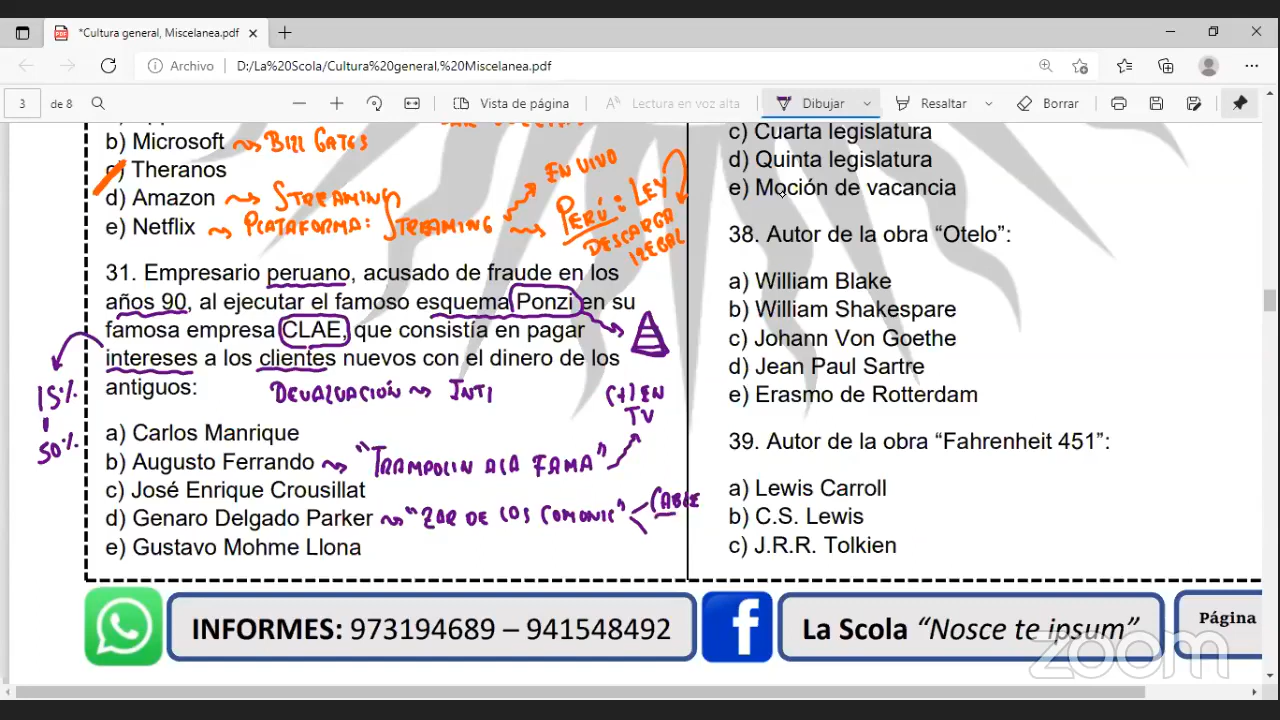 *Cultura general, Miscelanea.pdf
Archivo D:/La%20Scola/Cultura%20general,%20Miscelanea.pdf
3 de 8 Vista de página Lectura en voz alta Dibujar Resaltar Borrar
b) Microsoft BILL GATES
c) Theranos
d) Amazon STREAMING
e) Netflix PLATAFORMA: STREAMING
EN VIVO
PERÚ: LEY
DESCARGA
ILEGAL
31. Empresario peruano, acusado de fraude en los
años 90, al ejecutar el famoso esquema Ponzi en su
famosa empresa CLAE, que consistía en pagar
intereses a los clientes nuevos con el dinero de los
antiguos:
15%
50%
DEVALUACIÓN INTI
(+) EN
TV
a) Carlos Manrique
b) Augusto Ferrando "TRAMPOLIN A LA FAMA"
c) José Enrique Crousillat
d) Genaro Delgado Parker "ZAR DE LOS COMUNIC" CABLE
e) Gustavo Mohme Llona
c) Cuarta legislatura
d) Quinta legislatura
e) Moción de vacancia
38. Autor de la obra “Otelo”:
a) William Blake
b) William Shakespeare
c) Johann Von Goethe
d) Jean Paul Sartre
e) Erasmo de Rotterdam
39. Autor de la obra “Fahrenheit 451”:
a) Lewis Carroll
b) C.S. Lewis
c) J.R.R. Tolkien
INFORMES: 973194689 – 941548492
La Scola “Nosce te ipsum”
Página
zoom